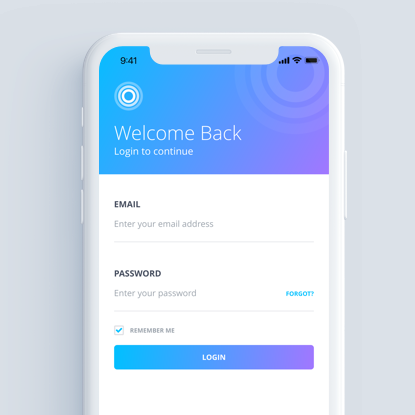 9:41
Welcome Back
Login to continue
EMAIL
Enter your email address
PASSWORD
Enter your password
FORGOT?
REMEMBER ME
LOGIN